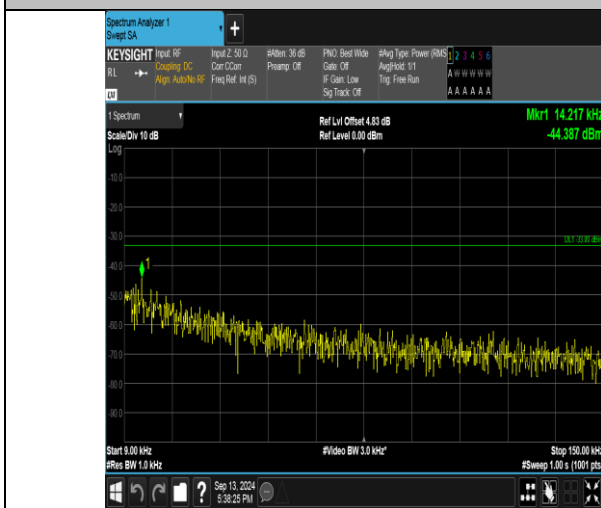 Spectrum Analyzer 1
Swept SA
+
KEYSIGHT Input: RF Input Z: 50 Ω #Atten: 36 dB PNO: Best Wide #Avg Type: Power (RMS 1 2 3 4 5 6
RL Coupling: DC Corr CCorr Preamp: Off Gate: Off Avg|Hold: 1/1 A W W W W W
Align: Auto/No RF Freq Ref: Int (S) IF Gain: Low Trig: Free Run
LXI Sig Track: Off A A A A A A
1 Spectrum Ref Lvl Offset 4.83 dB Mkr1 14.217 kHz
Scale/Div 10 dB Ref Level 0.00 dBm -44.387 dBm
Log
-10.0
-20.0
-30.0
-40.0
1
-50.0
-60.0
-70.0
-80.0
-90.0
Start 9.00 kHz #Video BW 3.0 kHz* Stop 150.00 kHz
#Res BW 1.0 kHz #Sweep 1.00 s (1001 pts
? Sep 13, 2024
5:38:25 PM